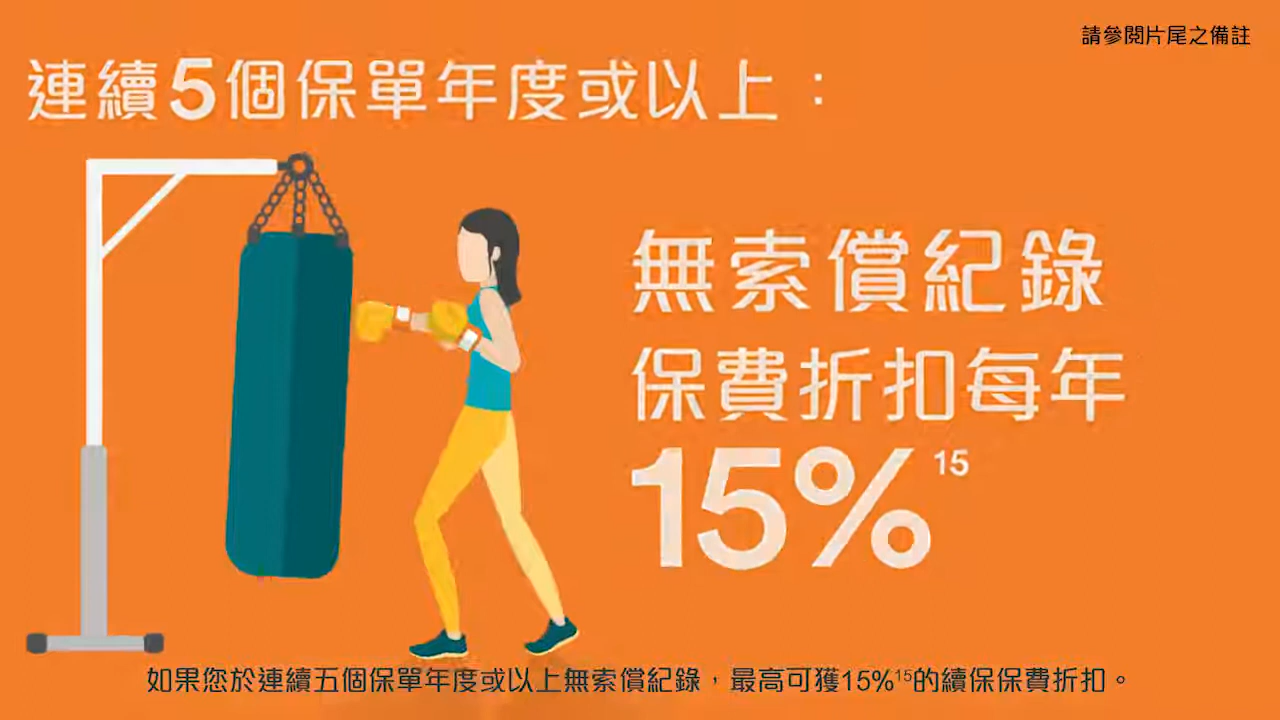 請參閱片尾之備註
連續5個保單年度或以上：
無索償紀錄
保費折扣每年
15%15
如果您於連續五個保單年度或以上無索償紀錄，最高可獲15%15的續保保費折扣。